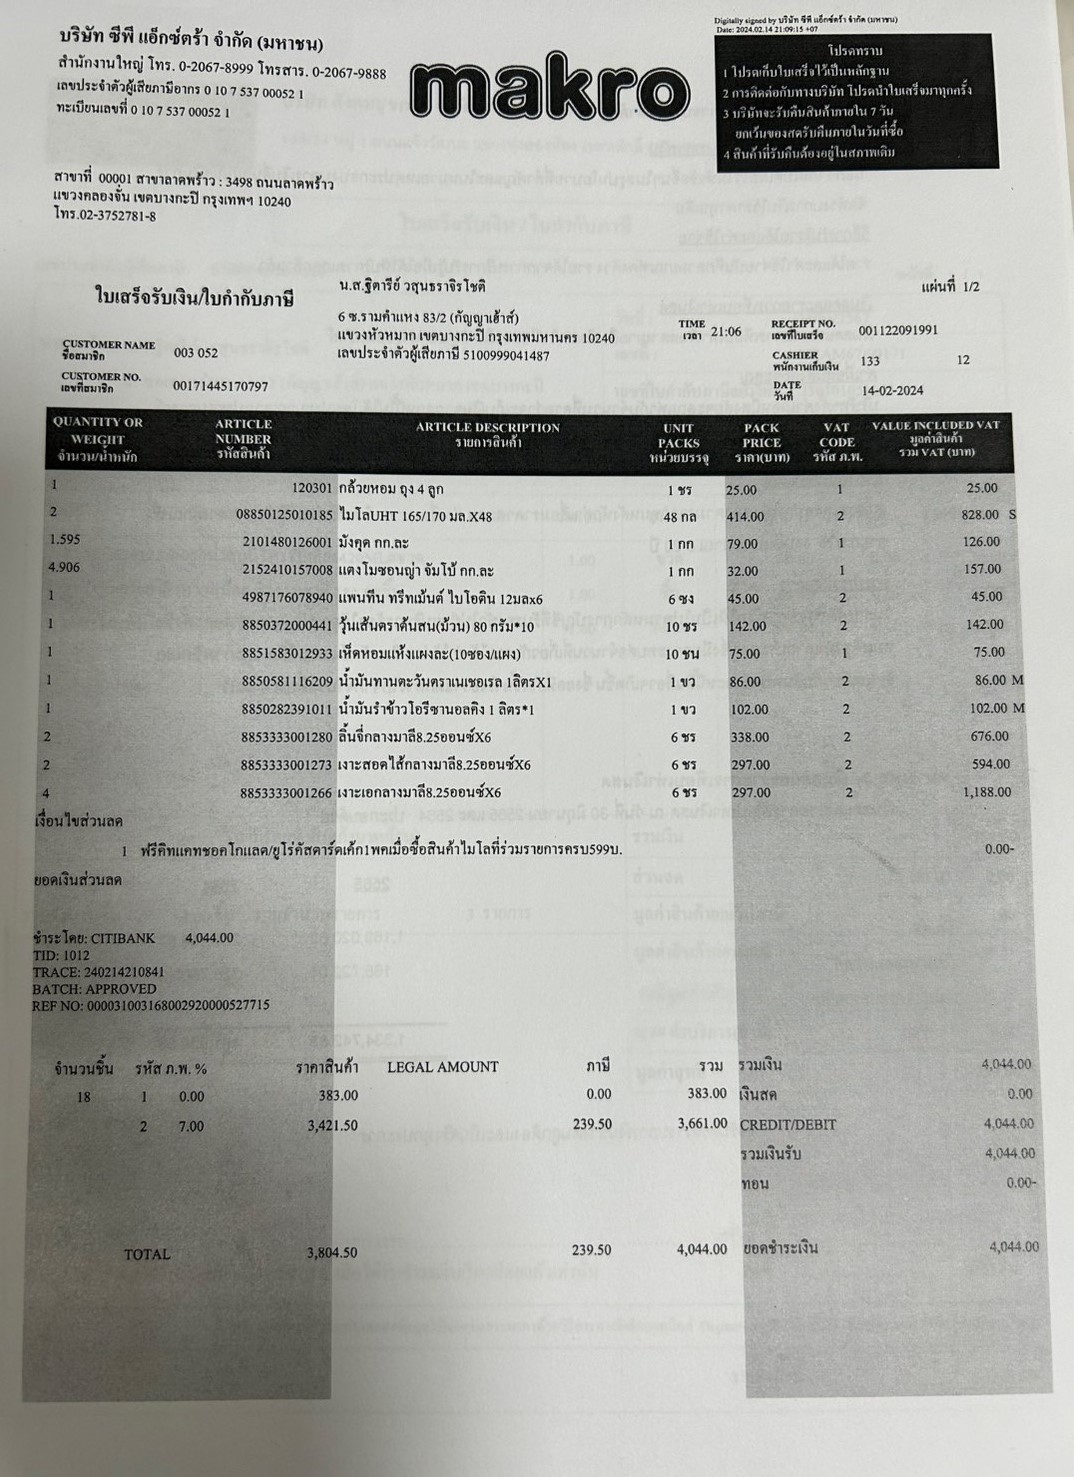 Digitally signed by บริษัท ซีพี แอ็กซ์ตร้า จำกัด (มหาชน)
Date: 2024.02.14 21:09:15 +07
บริษัท ซีพี แอ็กซ์ตร้า จำกัด (มหาชน)
สำนักงานใหญ่ โทร. 0-2067-8999 โทรสาร. 0-2067-9888
เลขประจำตัวผู้เสียภาษีอากร 0 10 7 537 00052 1
ทะเบียนเลขที่ 0 10 7 537 00052 1
makro
โปรดทราบ
1 โปรดเก็บใบเสร็จไว้เป็นหลักฐาน
2 การติดต่อกับทางบริษัท โปรดนำใบเสร็จมาทุกครั้ง
3 บริษัทจะรับคืนสินค้าภายใน 7 วัน
ยกเว้นของสดรับคืนภายในวันที่ซื้อ
4 สินค้าที่รับคืนต้องอยู่ในสภาพเดิม
สาขาที่ 00001 สาขาลาดพร้าว : 3498 ถนนลาดพร้าว
แขวงคลองจั่น เขตบางกะปิ กรุงเทพฯ 10240
โทร.02-3752781-8
ใบเสร็จรับเงิน/ใบกำกับภาษี
น.ส.ฐิตารีย์ วสุนธราจิรโชติ
แผ่นที่ 1/2
6 ซ.รามคำแหง 83/2 (กัญญาเฮ้าส์)
แขวงหัวหมาก เขตบางกะปิ กรุงเทพมหานคร 10240
เลขประจำตัวผู้เสียภาษี 5100999041487
TIME เวลา 21:06
RECEIPT NO. เลขที่ใบเสร็จ 001122091991
CUSTOMER NAME ชื่อสมาชิก 003 052
CASHIER พนักงานเก็บเงิน 133 12
CUSTOMER NO. เลขที่สมาชิก 00171445170797
DATE วันที่ 14-02-2024
QUANTITY OR WEIGHT จำนวน/น้ำหนัก ARTICLE NUMBER รหัสสินค้า ARTICLE DESCRIPTION รายการสินค้า UNIT PACKS หน่วยบรรจุ PACK PRICE ราคา(บาท) VAT CODE รหัส ภ.พ. VALUE INCLUDED VAT มูลค่าสินค้า รวม VAT (บาท)
1 120301 กล้วยหอม ถุง 4 ลูก 1 ชร 25.00 1 25.00
2 08850125010185 ไมโลUHT 165/170 มล.X48 48 กล 414.00 2 828.00 S
1.595 2101480126001 มังคุด กก.ละ 1 กก 79.00 1 126.00
4.906 2152410157008 แตงโมซอนญ่า จัมโบ้ กก.ละ 1 กก 32.00 1 157.00
1 4987176078940 แพนทีน ทรีทเม้นต์ ไบโอติน 12มลx6 6 ซง 45.00 2 45.00
1 8850372000441 วุ้นเส้นตราต้นสน(ม้วน) 80 กรัม*10 10 ชร 142.00 2 142.00
1 8851583012933 เห็ดหอมแห้งแผงละ(10ซอง/แผง) 10 ชน 75.00 1 75.00
1 8850581116209 น้ำมันทานตะวันตราเนเชอเรล 1ลิตรX1 1 ขว 86.00 2 86.00 M
1 8850282391011 น้ำมันรำข้าวโอรีซานอลคิง 1 ลิตร*1 1 ขว 102.00 2 102.00 M
2 8853333001280 ลิ้นจี่กลางมาลี8.25ออนซ์X6 6 ชร 338.00 2 676.00
2 8853333001273 เงาะสอดไส้กลางมาลี8.25ออนซ์X6 6 ชร 297.00 2 594.00
4 8853333001266 เงาะเอกลางมาลี8.25ออนซ์X6 6 ชร 297.00 2 1,188.00
เงื่อนไขส่วนลด
1 ฟรีคิทแคทชอคโกแลต/ยูโร่คัสตาร์ดเค้ก1พคเมื่อซื้อสินค้าไมโลที่ร่วมรายการครบ599บ. 0.00-
ยอดเงินส่วนลด
ชำระโดย: CITIBANK 4,044.00
TID: 1012
TRACE: 240214210841
BATCH: APPROVED
REF NO: 000031003168002920000527715
จำนวนชิ้น รหัส ภ.พ. % ราคาสินค้า LEGAL AMOUNT ภาษี รวม รวมเงิน 4,044.00
18 1 0.00 383.00 0.00 383.00 เงินสด 0.00
2 7.00 3,421.50 239.50 3,661.00 CREDIT/DEBIT 4,044.00
รวมเงินรับ 4,044.00
ทอน 0.00-
TOTAL 3,804.50 239.50 4,044.00 ยอดชำระเงิน 4,044.00